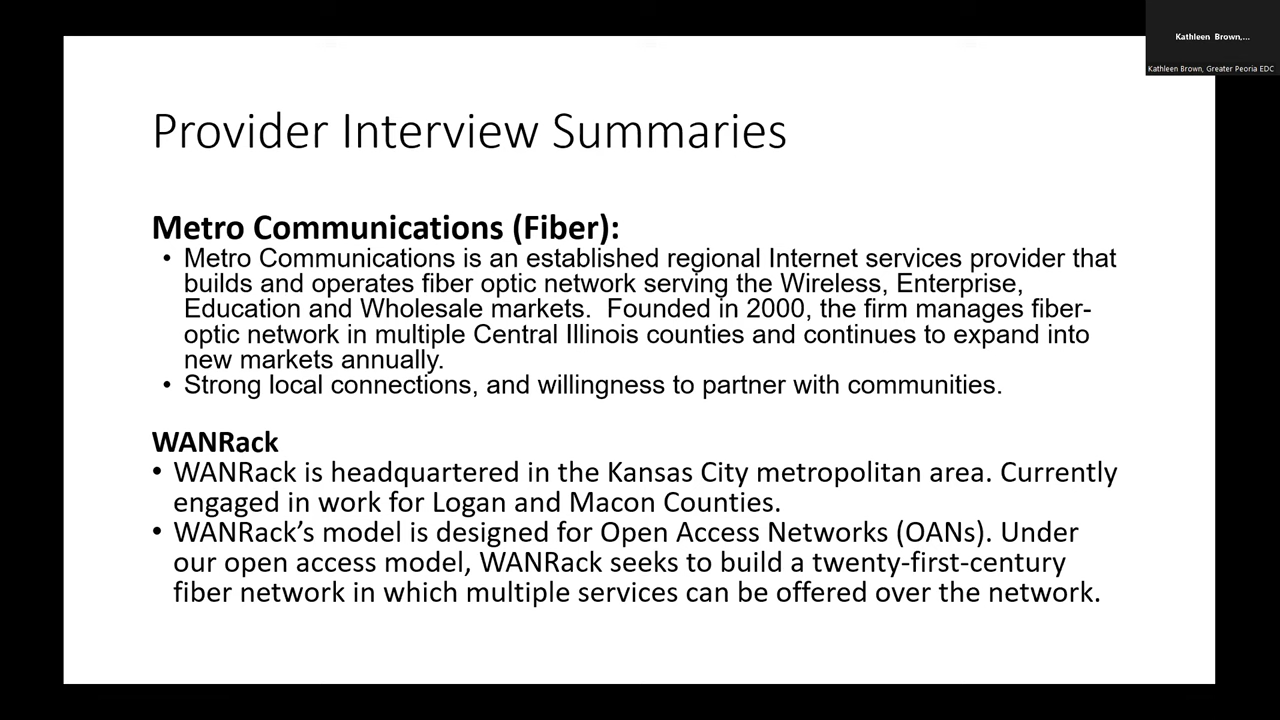 Kathleen Brown,...
Kathleen Brown, Greater Peoria EDC
Provider Interview Summaries
Metro Communications (Fiber):
• Metro Communications is an established regional Internet services provider that
builds and operates fiber optic network serving the Wireless, Enterprise,
Education and Wholesale markets.  Founded in 2000, the firm manages fiber-
optic network in multiple Central Illinois counties and continues to expand into
new markets annually.
• Strong local connections, and willingness to partner with communities.
WANRack
• WANRack is headquartered in the Kansas City metropolitan area. Currently
engaged in work for Logan and Macon Counties.
• WANRack’s model is designed for Open Access Networks (OANs). Under
our open access model, WANRack seeks to build a twenty-first-century
fiber network in which multiple services can be offered over the network.